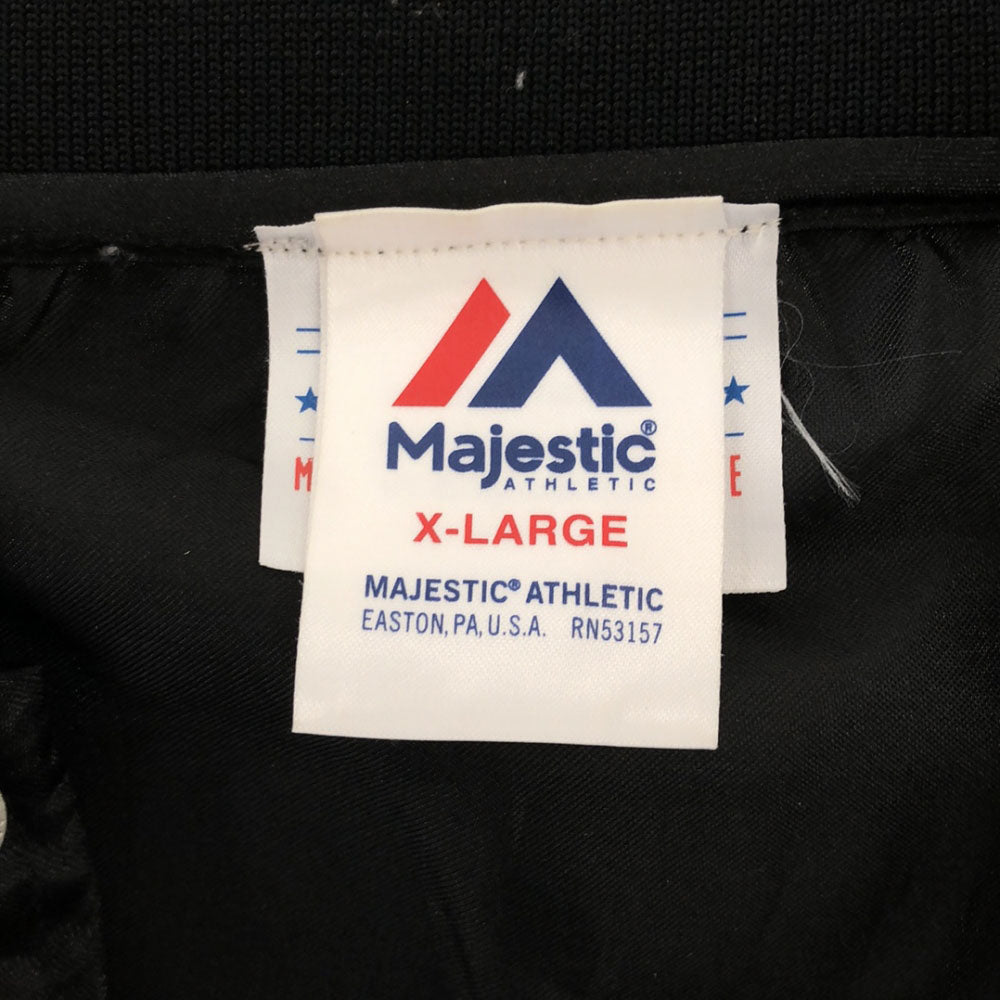 Majestic®
ATHLETIC
X-LARGE
MAJESTIC® ATHLETIC
EASTON, PA, U.S.A. RN53157
M
E